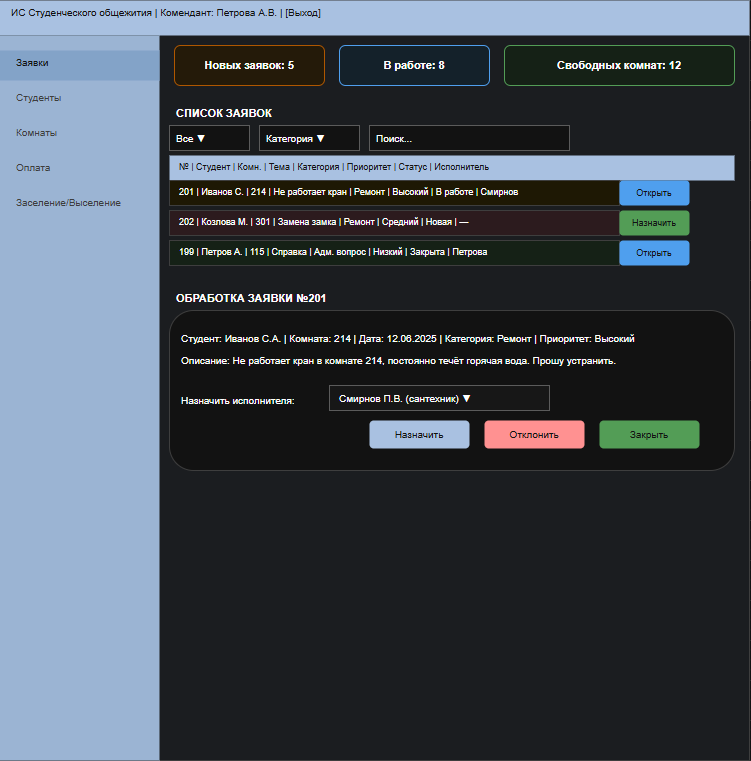 ИС Студенческого общежития | Комендант: Петрова А.В. | [Выход]
Заявки
Студенты
Комнаты
Оплата
Заселение/Выселение
Новых заявок: 5
В работе: 8
Свободных комнат: 12
СПИСОК ЗАЯВОК
Все ▼
Категория ▼
Поиск...
№ | Студент | Комн. | Тема | Категория | Приоритет | Статус | Исполнитель
201 | Иванов С. | 214 | Не работает кран | Ремонт | Высокий | В работе | Смирнов
Открыть
202 | Козлова М. | 301 | Замена замка | Ремонт | Средний | Новая | —
Назначить
199 | Петров А. | 115 | Справка | Адм. вопрос | Низкий | Закрыта | Петрова
Открыть
ОБРАБОТКА ЗАЯВКИ №201
Студент: Иванов С.А. | Комната: 214 | Дата: 12.06.2025 | Категория: Ремонт | Приоритет: Высокий
Описание: Не работает кран в комнате 214, постоянно течёт горячая вода. Прошу устранить.
Назначить исполнителя:
Смирнов П.В. (сантехник) ▼
Назначить
Отклонить
Закрыть